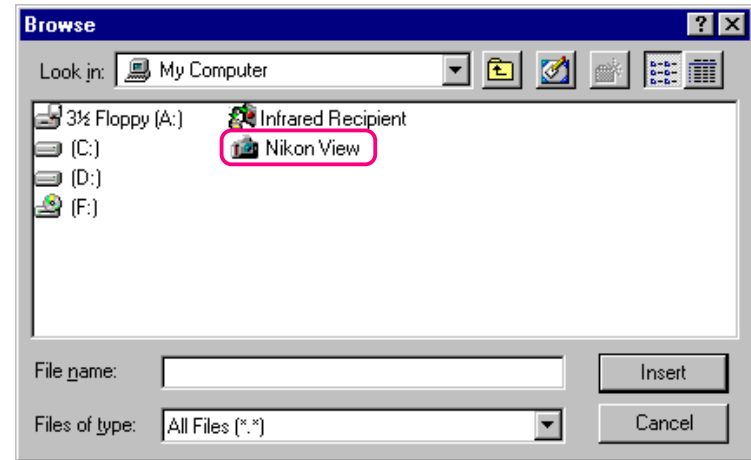 Browse
Look in: My Computer
3½ Floppy (A:) Infrared Recipient
(C:) Nikon View
(D:)
(F:)
File name: Insert
Files of type: All Files (*.*) Cancel